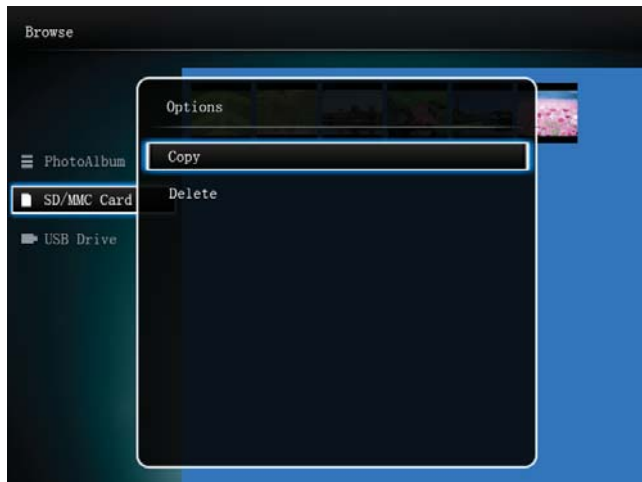 Browse
Options
PhotoAlbum
Copy
SD/MMC Card
Delete
USB Drive